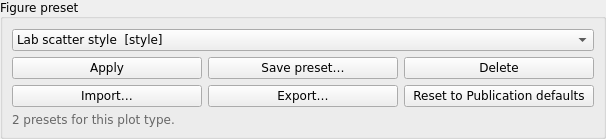 Figure preset
Lab scatter style [style]
Apply
Save preset...
Delete
Import...
Export...
Reset to Publication defaults
2 presets for this plot type.